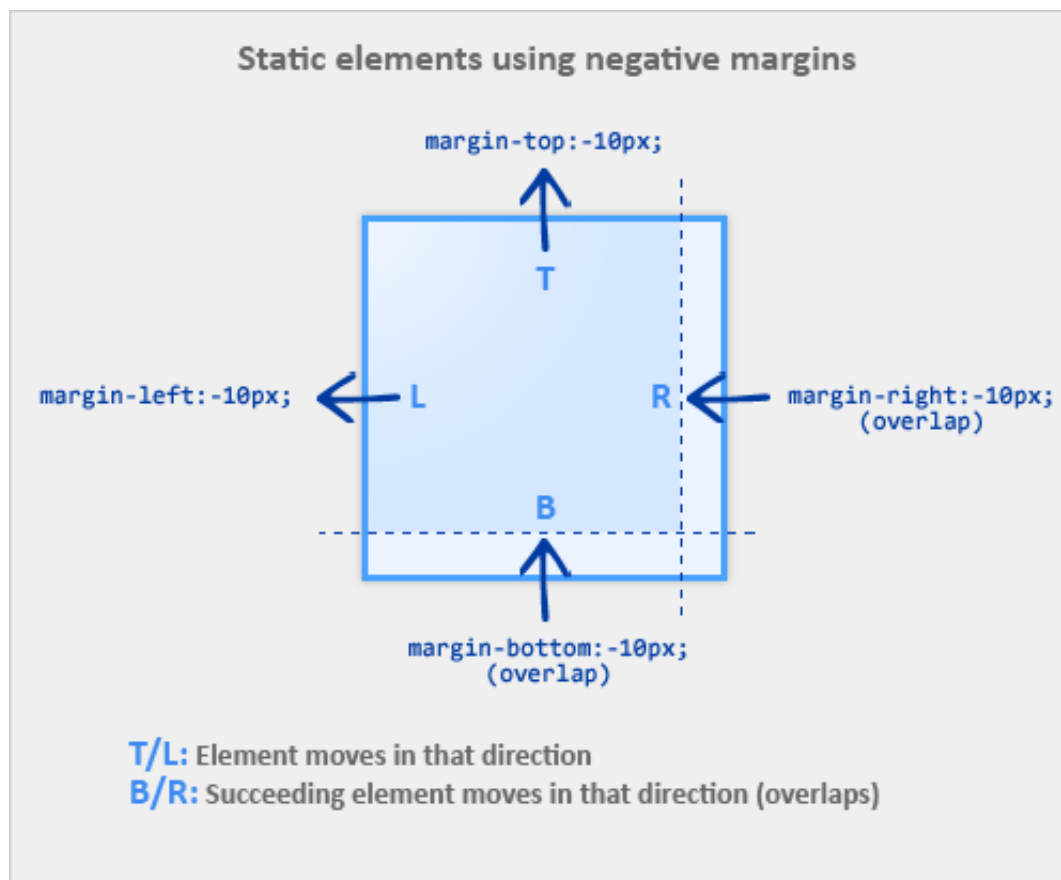 Static elements using negative margins
margin-top:-10px;
T
margin-left:-10px;
L
R
margin-right:-10px;
(overlap)
B
margin-bottom:-10px;
(overlap)
T/L: Element moves in that direction
B/R: Succeeding element moves in that direction (overlaps)